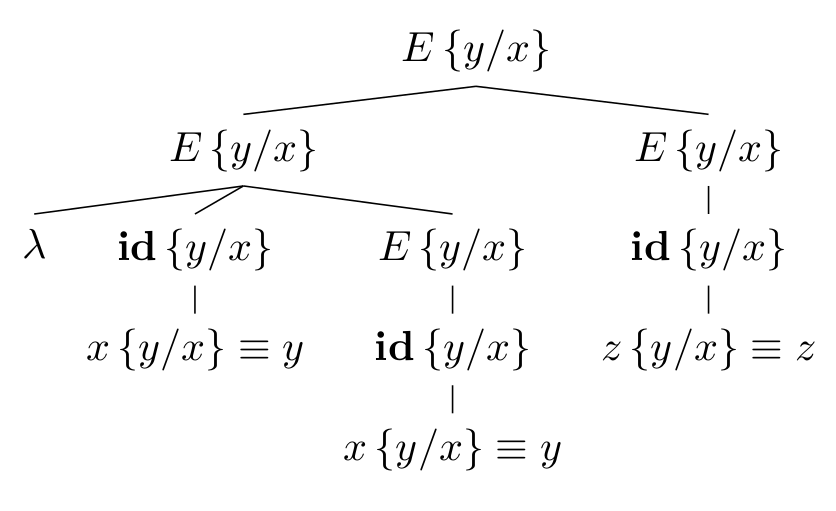 E {y/x}
E {y/x} E {y/x}
λ id {y/x} E {y/x} id {y/x}
x {y/x} ≡ y id {y/x} z {y/x} ≡ z
x {y/x} ≡ y